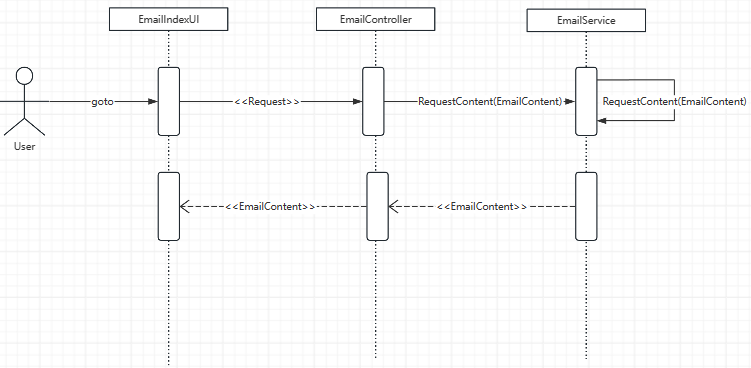 EmailIndexUI
EmailController
EmailService
goto
<<Request>>
RequestContent(EmailContent)
RequestContent(EmailContent)
User
<<EmailContent>>
<<EmailContent>>